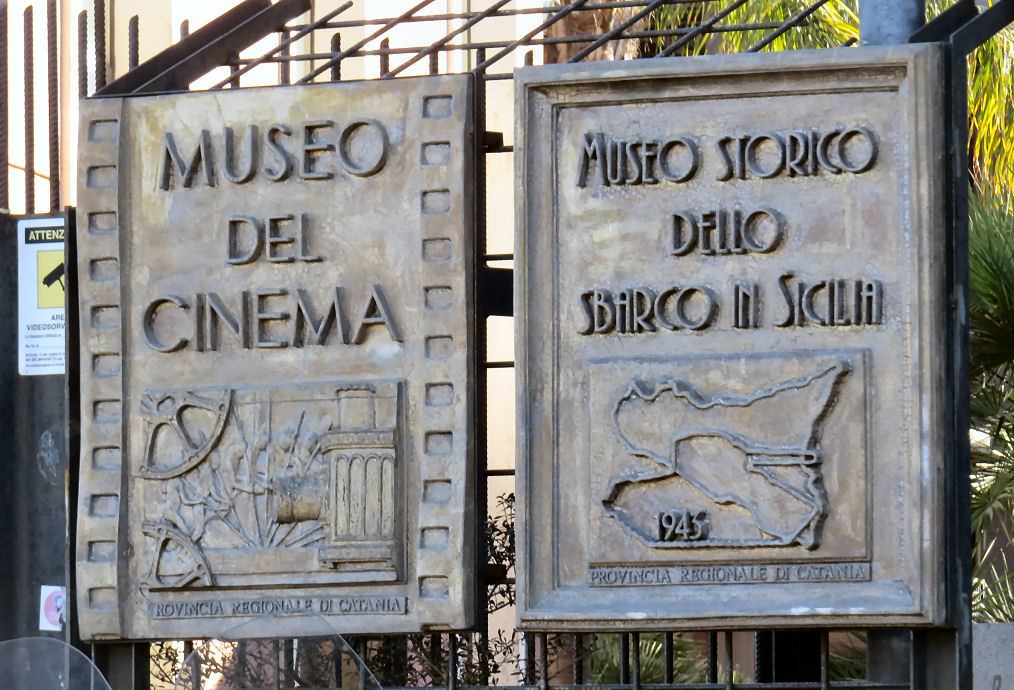 MUSEO
DEL
CINEMA
ROVINCIA REGIONALE DI CATANIA
MUSEO STORICO
DELLO
SBARCO IN SICILIA
1943
PROVINCIA REGIONALE DI CATANIA
ATTENZ
ARE
VIDEOSORV